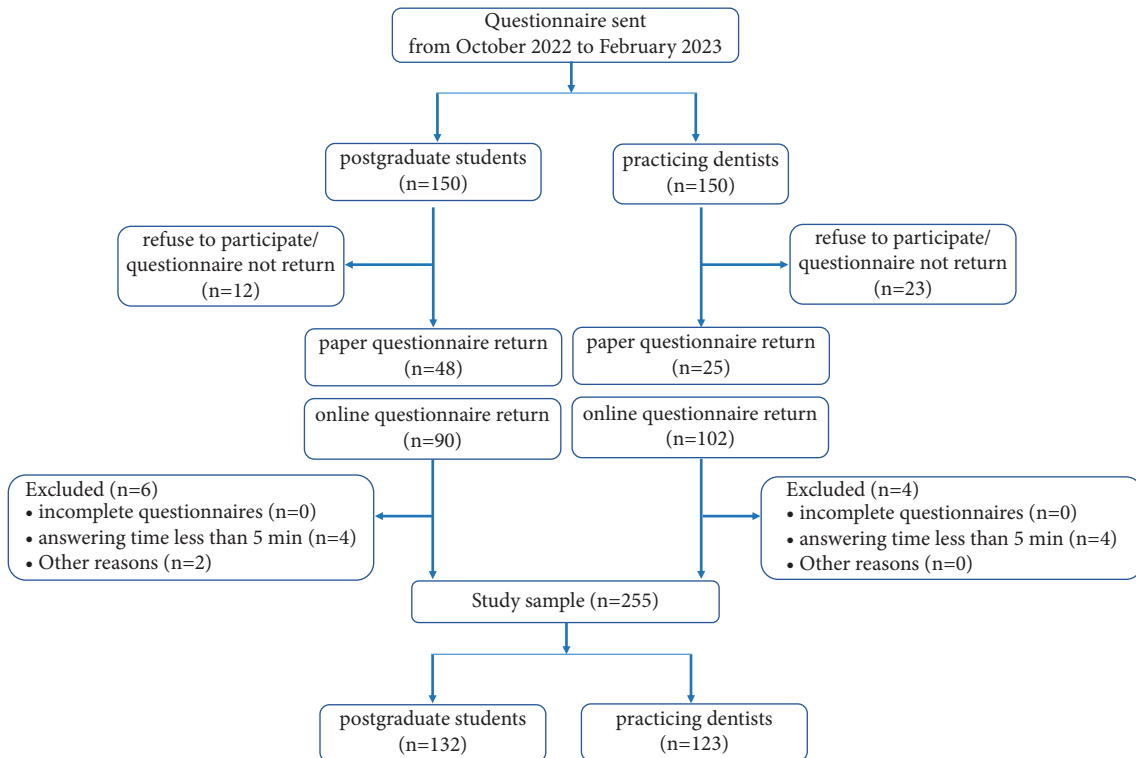 Questionnaire sent
from October 2022 to February 2023
postgraduate students
(n=150)
practicing dentists
(n=150)
refuse to participate/
questionnaire not return
(n=12)
refuse to participate/
questionnaire not return
(n=23)
paper questionnaire return
(n=48)
paper questionnaire return
(n=25)
online questionnaire return
(n=90)
online questionnaire return
(n=102)
Excluded (n=6)
• incomplete questionnaires (n=0)
• answering time less than 5 min (n=4)
• Other reasons (n=2)
Excluded (n=4)
• incomplete questionnaires (n=0)
• answering time less than 5 min (n=4)
• Other reasons (n=0)
Study sample (n=255)
postgraduate students
(n=132)
practicing dentists
(n=123)